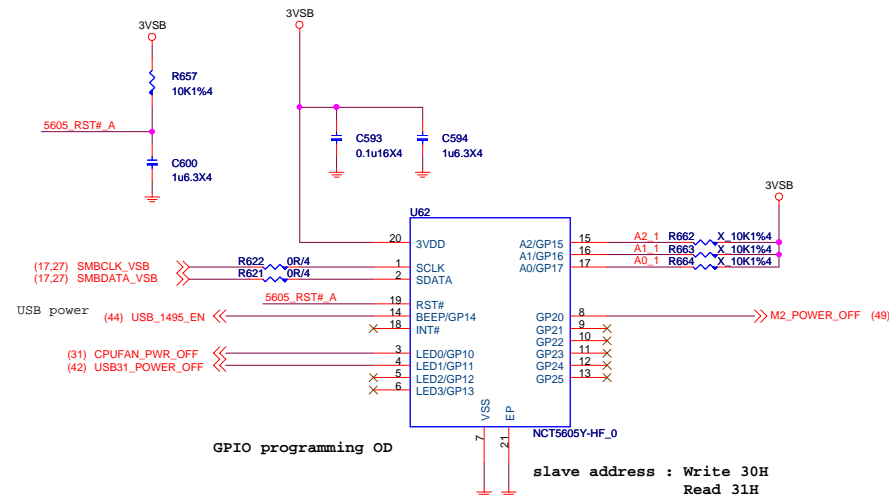 3VSB
3VSB
R657
10K1%4
5605_RST#_A
C600
1u6.3X4
C593
0.1u16X4
C594
1u6.3X4
3VSB
U62
20 3VDD
A2/GP15 15 A2_1 R662 X_10K1%4
A1/GP16 16 A1_1 R663 X_10K1%4
A0/GP17 17 A0_1 R664 X_10K1%4
(17,27) SMBCLK_VSB R622 0R/4 1 SCLK
(17,27) SMBDATA_VSB R621 0R/4 2 SDATA
5605_RST#_A 19 RST#
USB power (44) USB_1495_EN 14 BEEP/GP14
18 INT#
GP20 8 M2_POWER_OFF (49)
GP21 9
GP22 10
GP23 11
GP24 12
GP25 13
(31) CPUFAN_PWR_OFF 3 LED0/GP10
(42) USB31_POWER_OFF 4 LED1/GP11
5 LED2/GP12
6 LED3/GP13
VSS EP
7 21
NCT5605Y-HF_0
GPIO programming OD
slave address : Write 30H
Read 31H